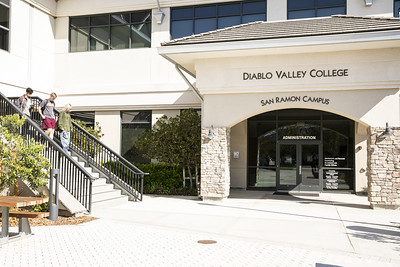 DIABLO VALLEY COLLEGE
SAN RAMON CAMPUS
ADMINISTRATION